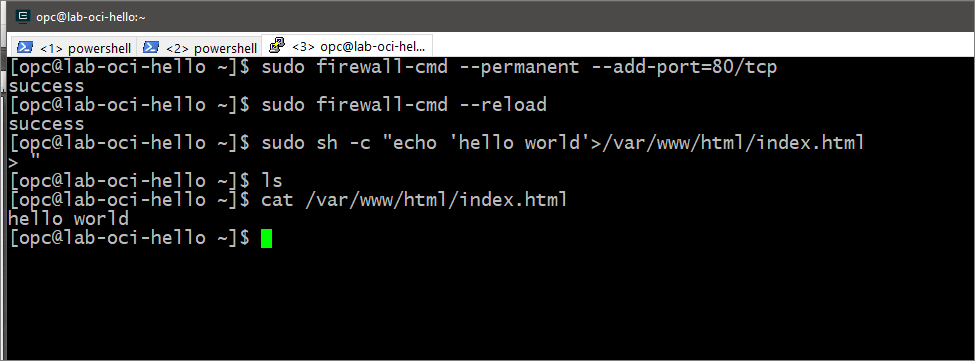 opc@lab-oci-hello:~
<1> powershell <2> powershell <3> opc@lab-oci-hel...
[opc@lab-oci-hello ~]$ sudo firewall-cmd --permanent --add-port=80/tcp
success
[opc@lab-oci-hello ~]$ sudo firewall-cmd --reload
success
[opc@lab-oci-hello ~]$ sudo sh -c "echo 'hello world'>/var/www/html/index.html
> "
[opc@lab-oci-hello ~]$ ls
[opc@lab-oci-hello ~]$ cat /var/www/html/index.html
hello world
[opc@lab-oci-hello ~]$